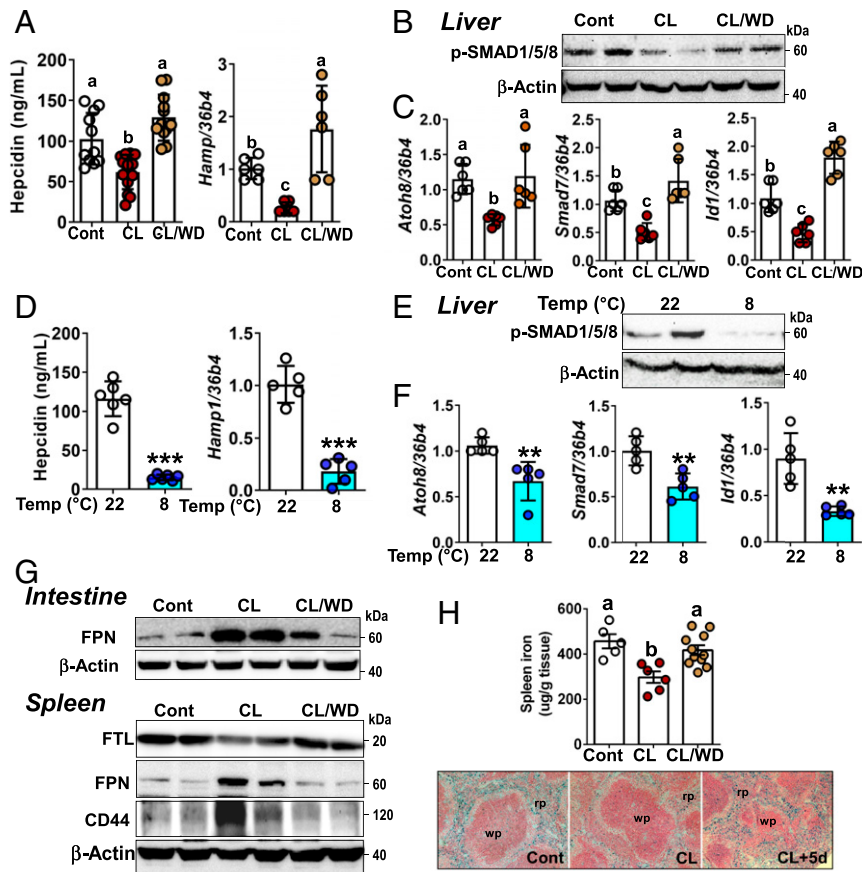 A
Hepcidin (ng/mL)
200
150
100
50
0
a
b
a
Cont
CL
CL/WD
Hamp/36b4
3
2
1
0
b
c
a
Cont
CL
CL/WD
B
Liver
Cont
CL
CL/WD
kDa
p-SMAD1/5/8
60
β-Actin
40
C
Atoh8/36b4
2.0
1.5
1.0
0.5
0.0
a
b
a
Cont
CL
CL/WD
Smad7/36b4
2.5
2.0
1.5
1.0
0.5
0.0
b
c
a
Cont
CL
CL/WD
Id1/36b4
2.5
2.0
1.5
1.0
0.5
0.0
b
c
a
Cont
CL
CL/WD
D
Hepcidin (ng/mL)
200
150
100
50
0
***
Temp (°C)
22
8
Hamp1/36b4
1.5
1.0
0.5
0.0
***
Temp (°C)
22
8
E
Liver
Temp (°C)
22
8
kDa
p-SMAD1/5/8
60
β-Actin
40
F
Atoh8/36b4
1.5
1.0
0.5
0.0
**
Temp (°C)
22
8
Smad7/36b4
1.5
1.0
0.5
0.0
**
22
8
Id1/36b4
1.5
1.0
0.5
0.0
**
22
8
G
Intestine
Cont
CL
CL/WD
kDa
FPN
60
β-Actin
40
Spleen
Cont
CL
CL/WD
kDa
FTL
20
FPN
60
CD44
120
β-Actin
40
H
Spleen iron
(ug/g tissue)
600
400
200
0
a
b
a
Cont
CL
CL/WD
rp
wp
Cont
rp
wp
CL
rp
wp
CL+5d